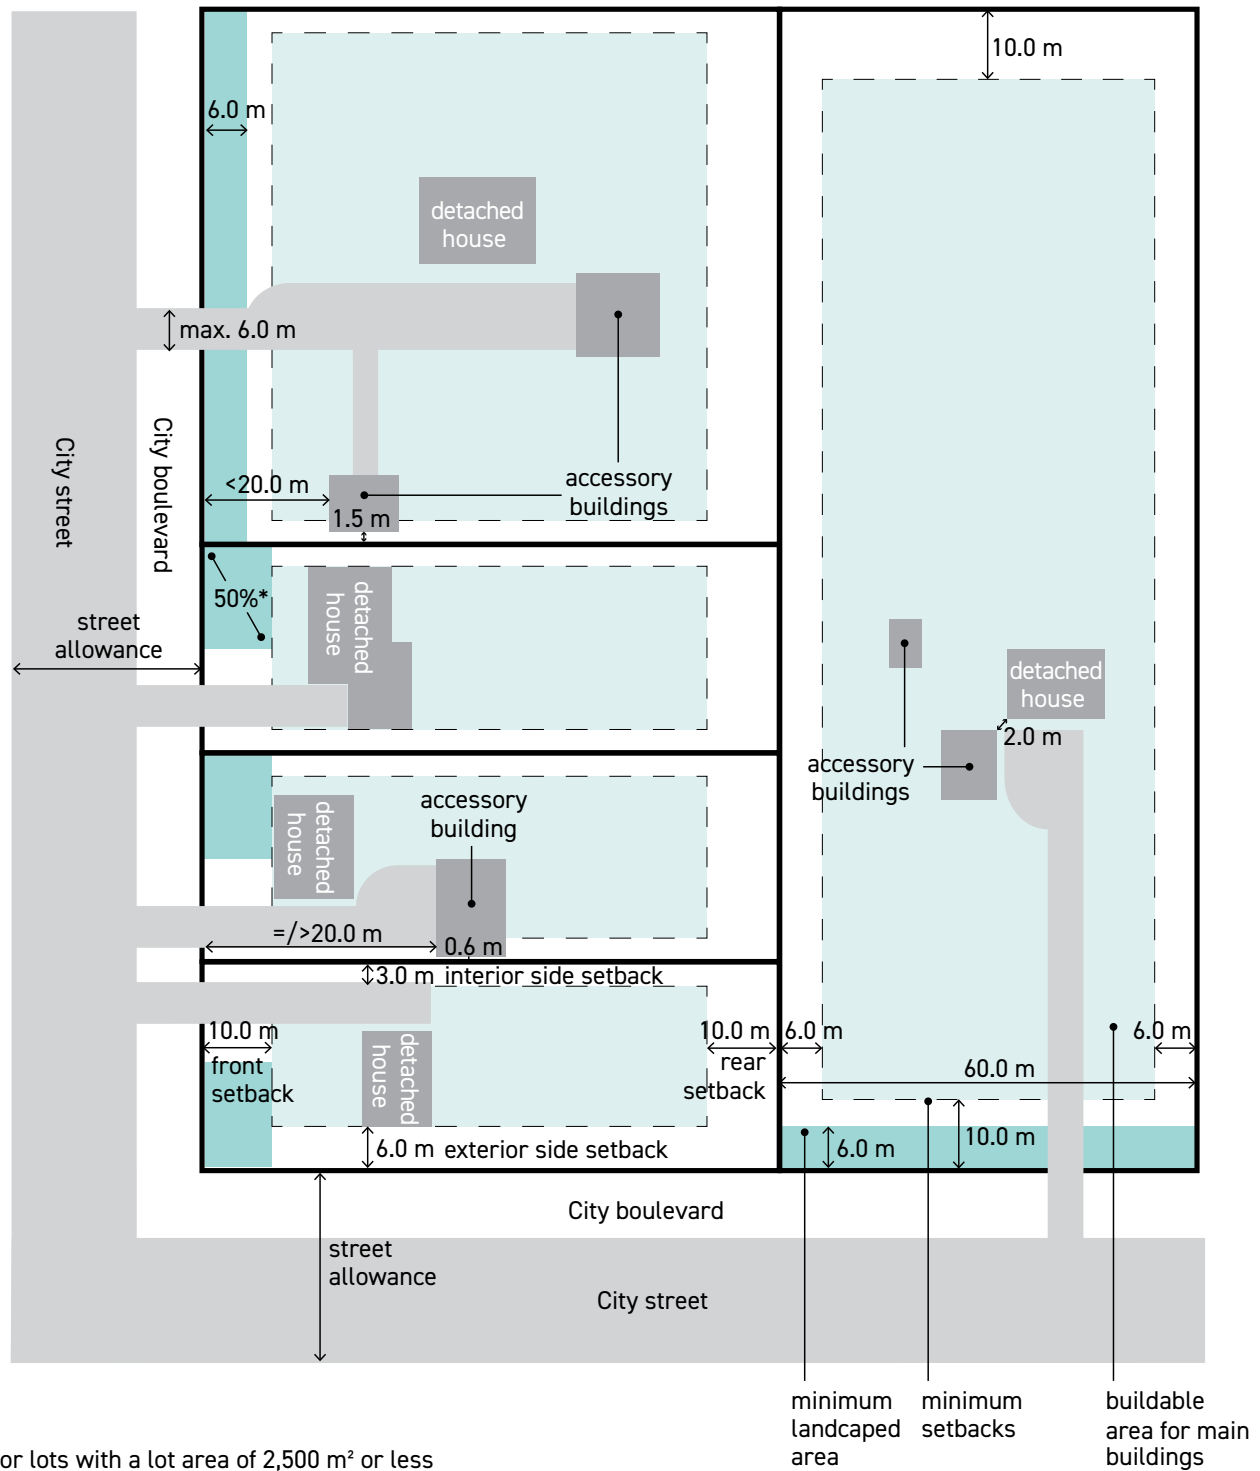 10.0 m
6.0 m
detached
house
max. 6.0 m
City street
City boulevard
<20.0 m
accessory
buildings
1.5 m
50%*
detached
house
street
allowance
detached
house
2.0 m
accessory
buildings
accessory
building
detached
house
=/>20.0 m
0.6 m
3.0 m interior side setback
10.0 m
front
setback
detached
house
10.0 m
rear
setback
6.0 m
6.0 m
60.0 m
10.0 m
6.0 m
6.0 m exterior side setback
City boulevard
street
allowance
City street
minimum
landcaped
area
minimum
setbacks
buildable
area for main
buildings
or lots with a lot area of 2,500 m² or less